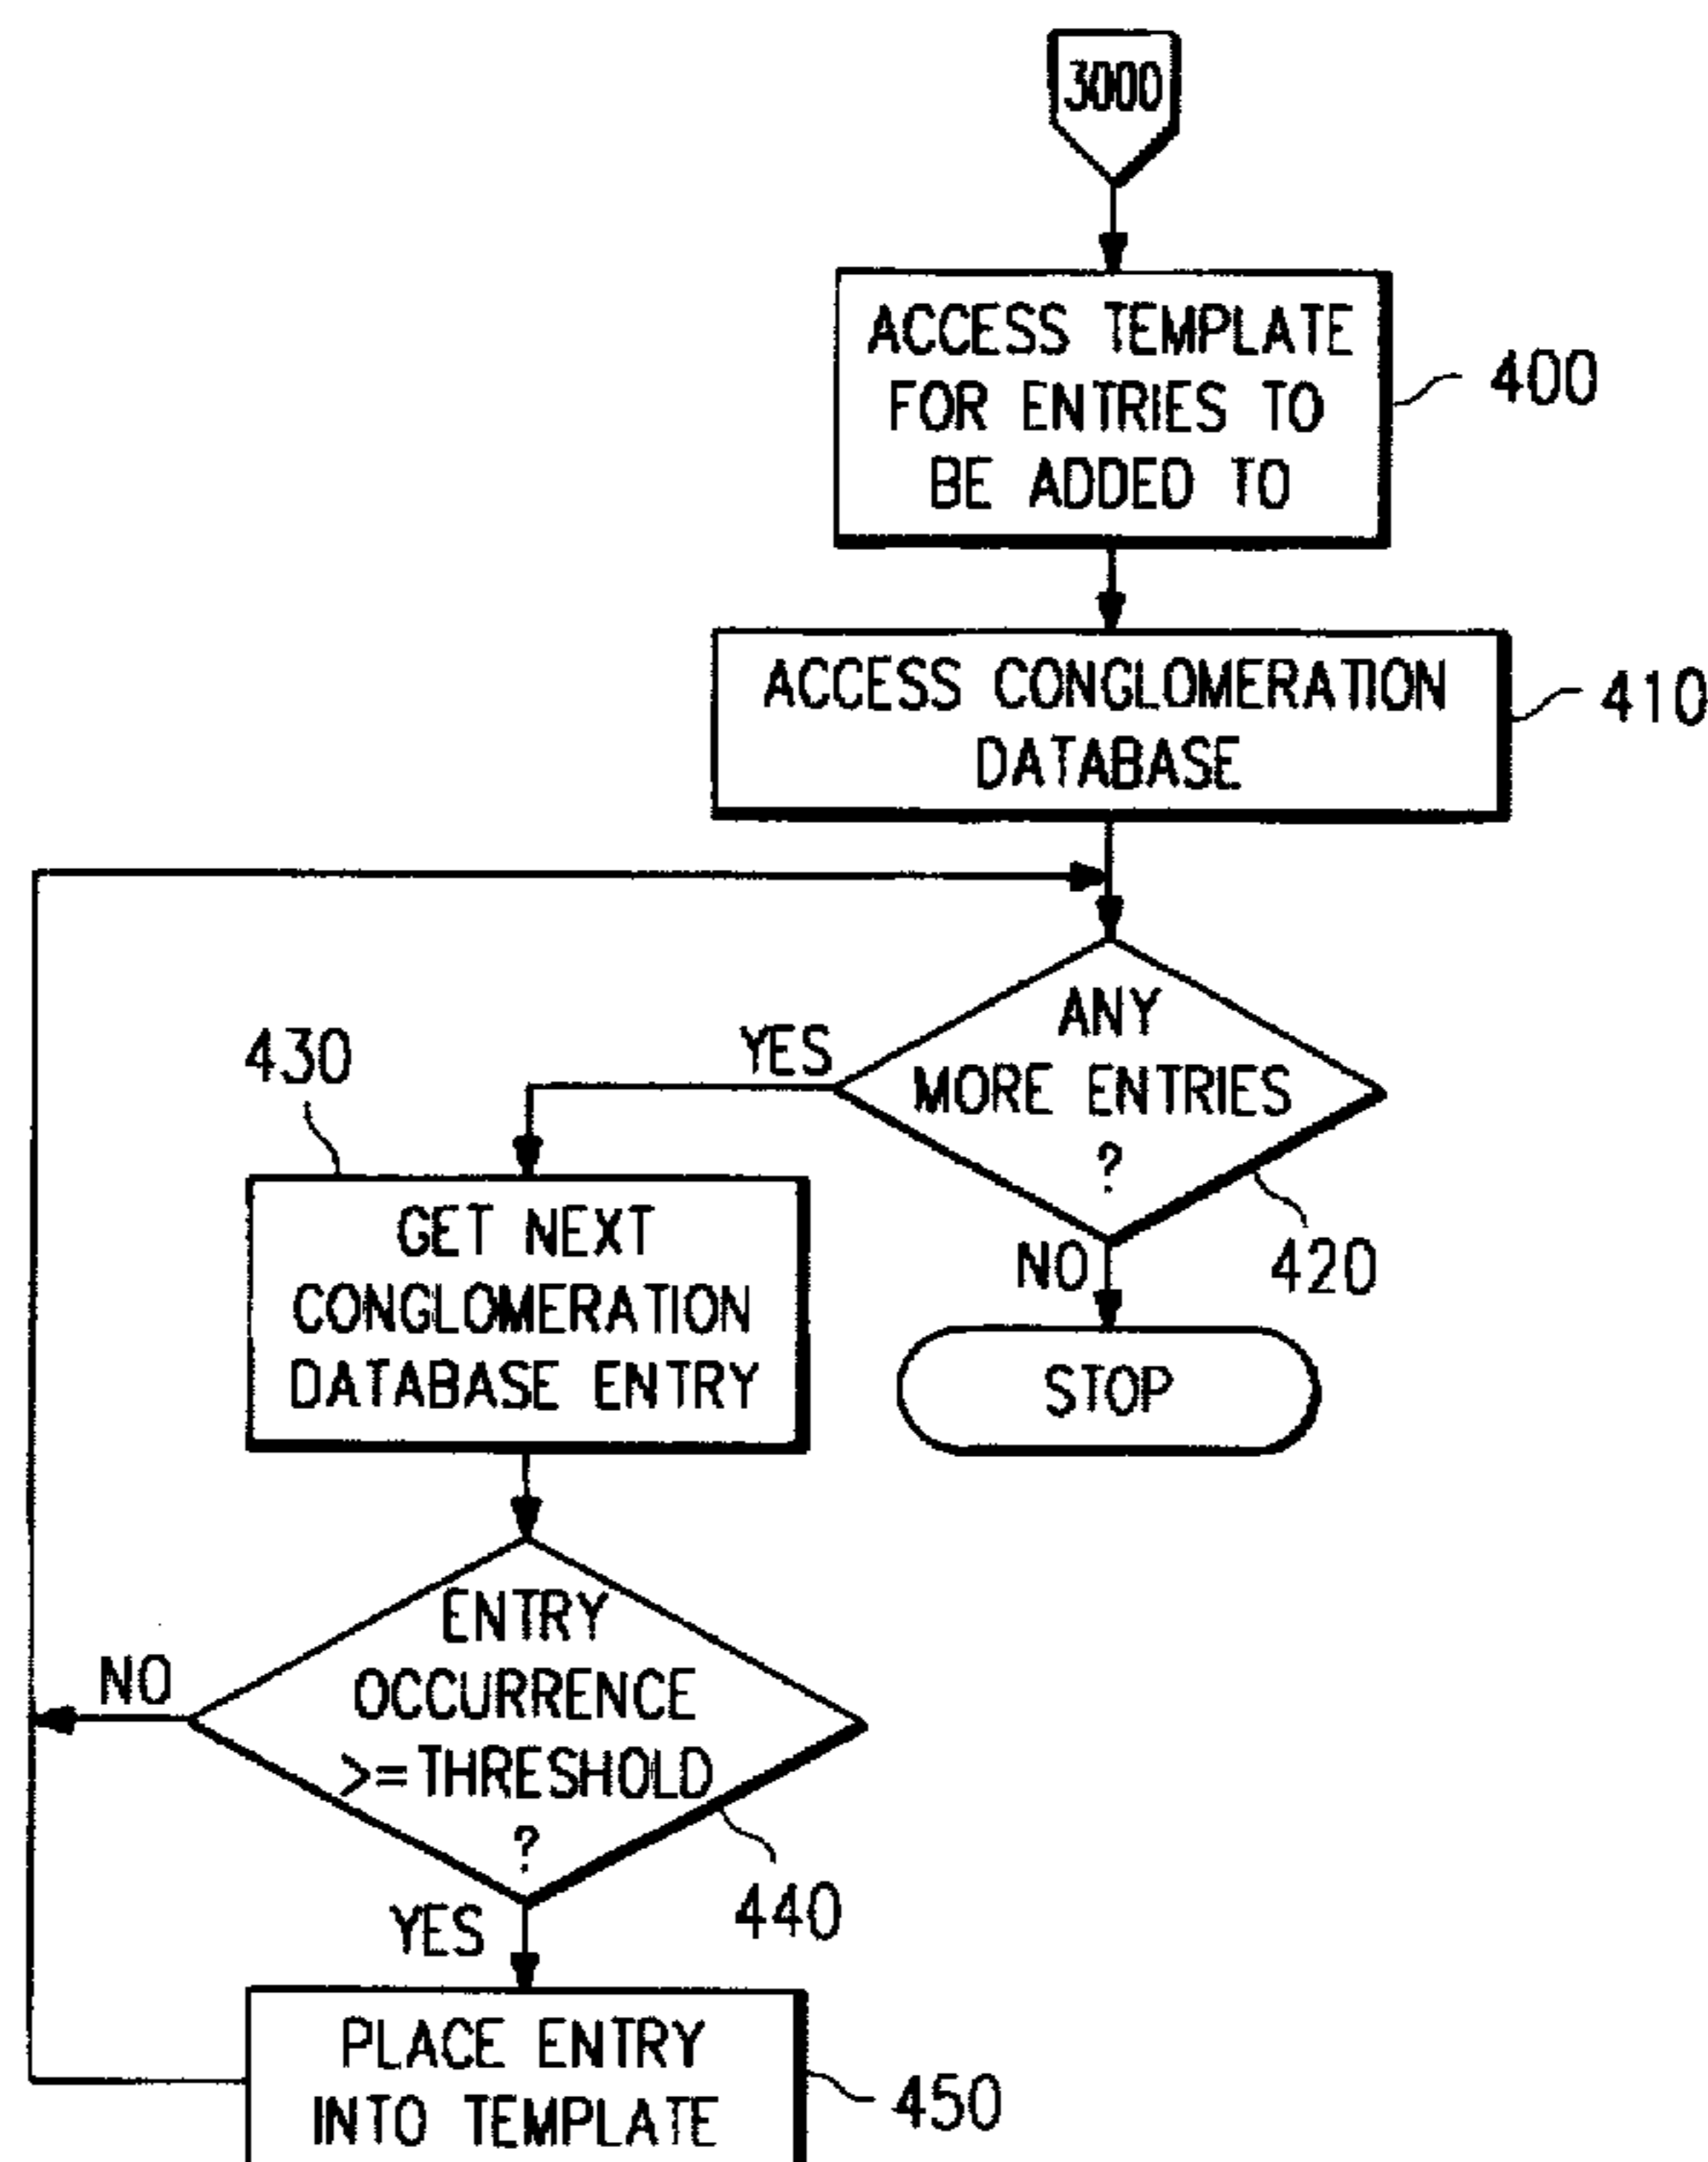 3000
ACCESS TEMPLATE
FOR ENTRIES TO
BE ADDED TO
400
ACCESS CONGLOMERATION
DATABASE
410
ANY
MORE ENTRIES
?
YES
430
NO
420
GET NEXT
CONGLOMERATION
DATABASE ENTRY
STOP
ENTRY
OCCURRENCE
>=THRESHOLD
?
NO
440
YES
PLACE ENTRY
INTO TEMPLATE
450